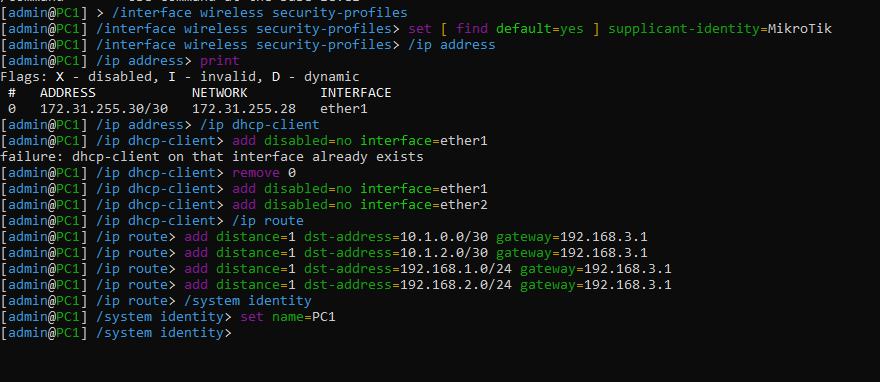 [admin@PC1] > /interface wireless security-profiles
[admin@PC1] /interface wireless security-profiles> set [ find default=yes ] supplicant-identity=MikroTik
[admin@PC1] /interface wireless security-profiles> /ip address
[admin@PC1] /ip address> print
Flags: X - disabled, I - invalid, D - dynamic
 #   ADDRESS            NETWORK         INTERFACE
 0   172.31.255.30/30   172.31.255.28   ether1
[admin@PC1] /ip address> /ip dhcp-client
[admin@PC1] /ip dhcp-client> add disabled=no interface=ether1
failure: dhcp-client on that interface already exists
[admin@PC1] /ip dhcp-client> remove 0
[admin@PC1] /ip dhcp-client> add disabled=no interface=ether1
[admin@PC1] /ip dhcp-client> add disabled=no interface=ether2
[admin@PC1] /ip dhcp-client> /ip route
[admin@PC1] /ip route> add distance=1 dst-address=10.1.0.0/30 gateway=192.168.3.1
[admin@PC1] /ip route> add distance=1 dst-address=10.1.2.0/30 gateway=192.168.3.1
[admin@PC1] /ip route> add distance=1 dst-address=192.168.1.0/24 gateway=192.168.3.1
[admin@PC1] /ip route> add distance=1 dst-address=192.168.2.0/24 gateway=192.168.3.1
[admin@PC1] /ip route> /system identity
[admin@PC1] /system identity> set name=PC1
[admin@PC1] /system identity>